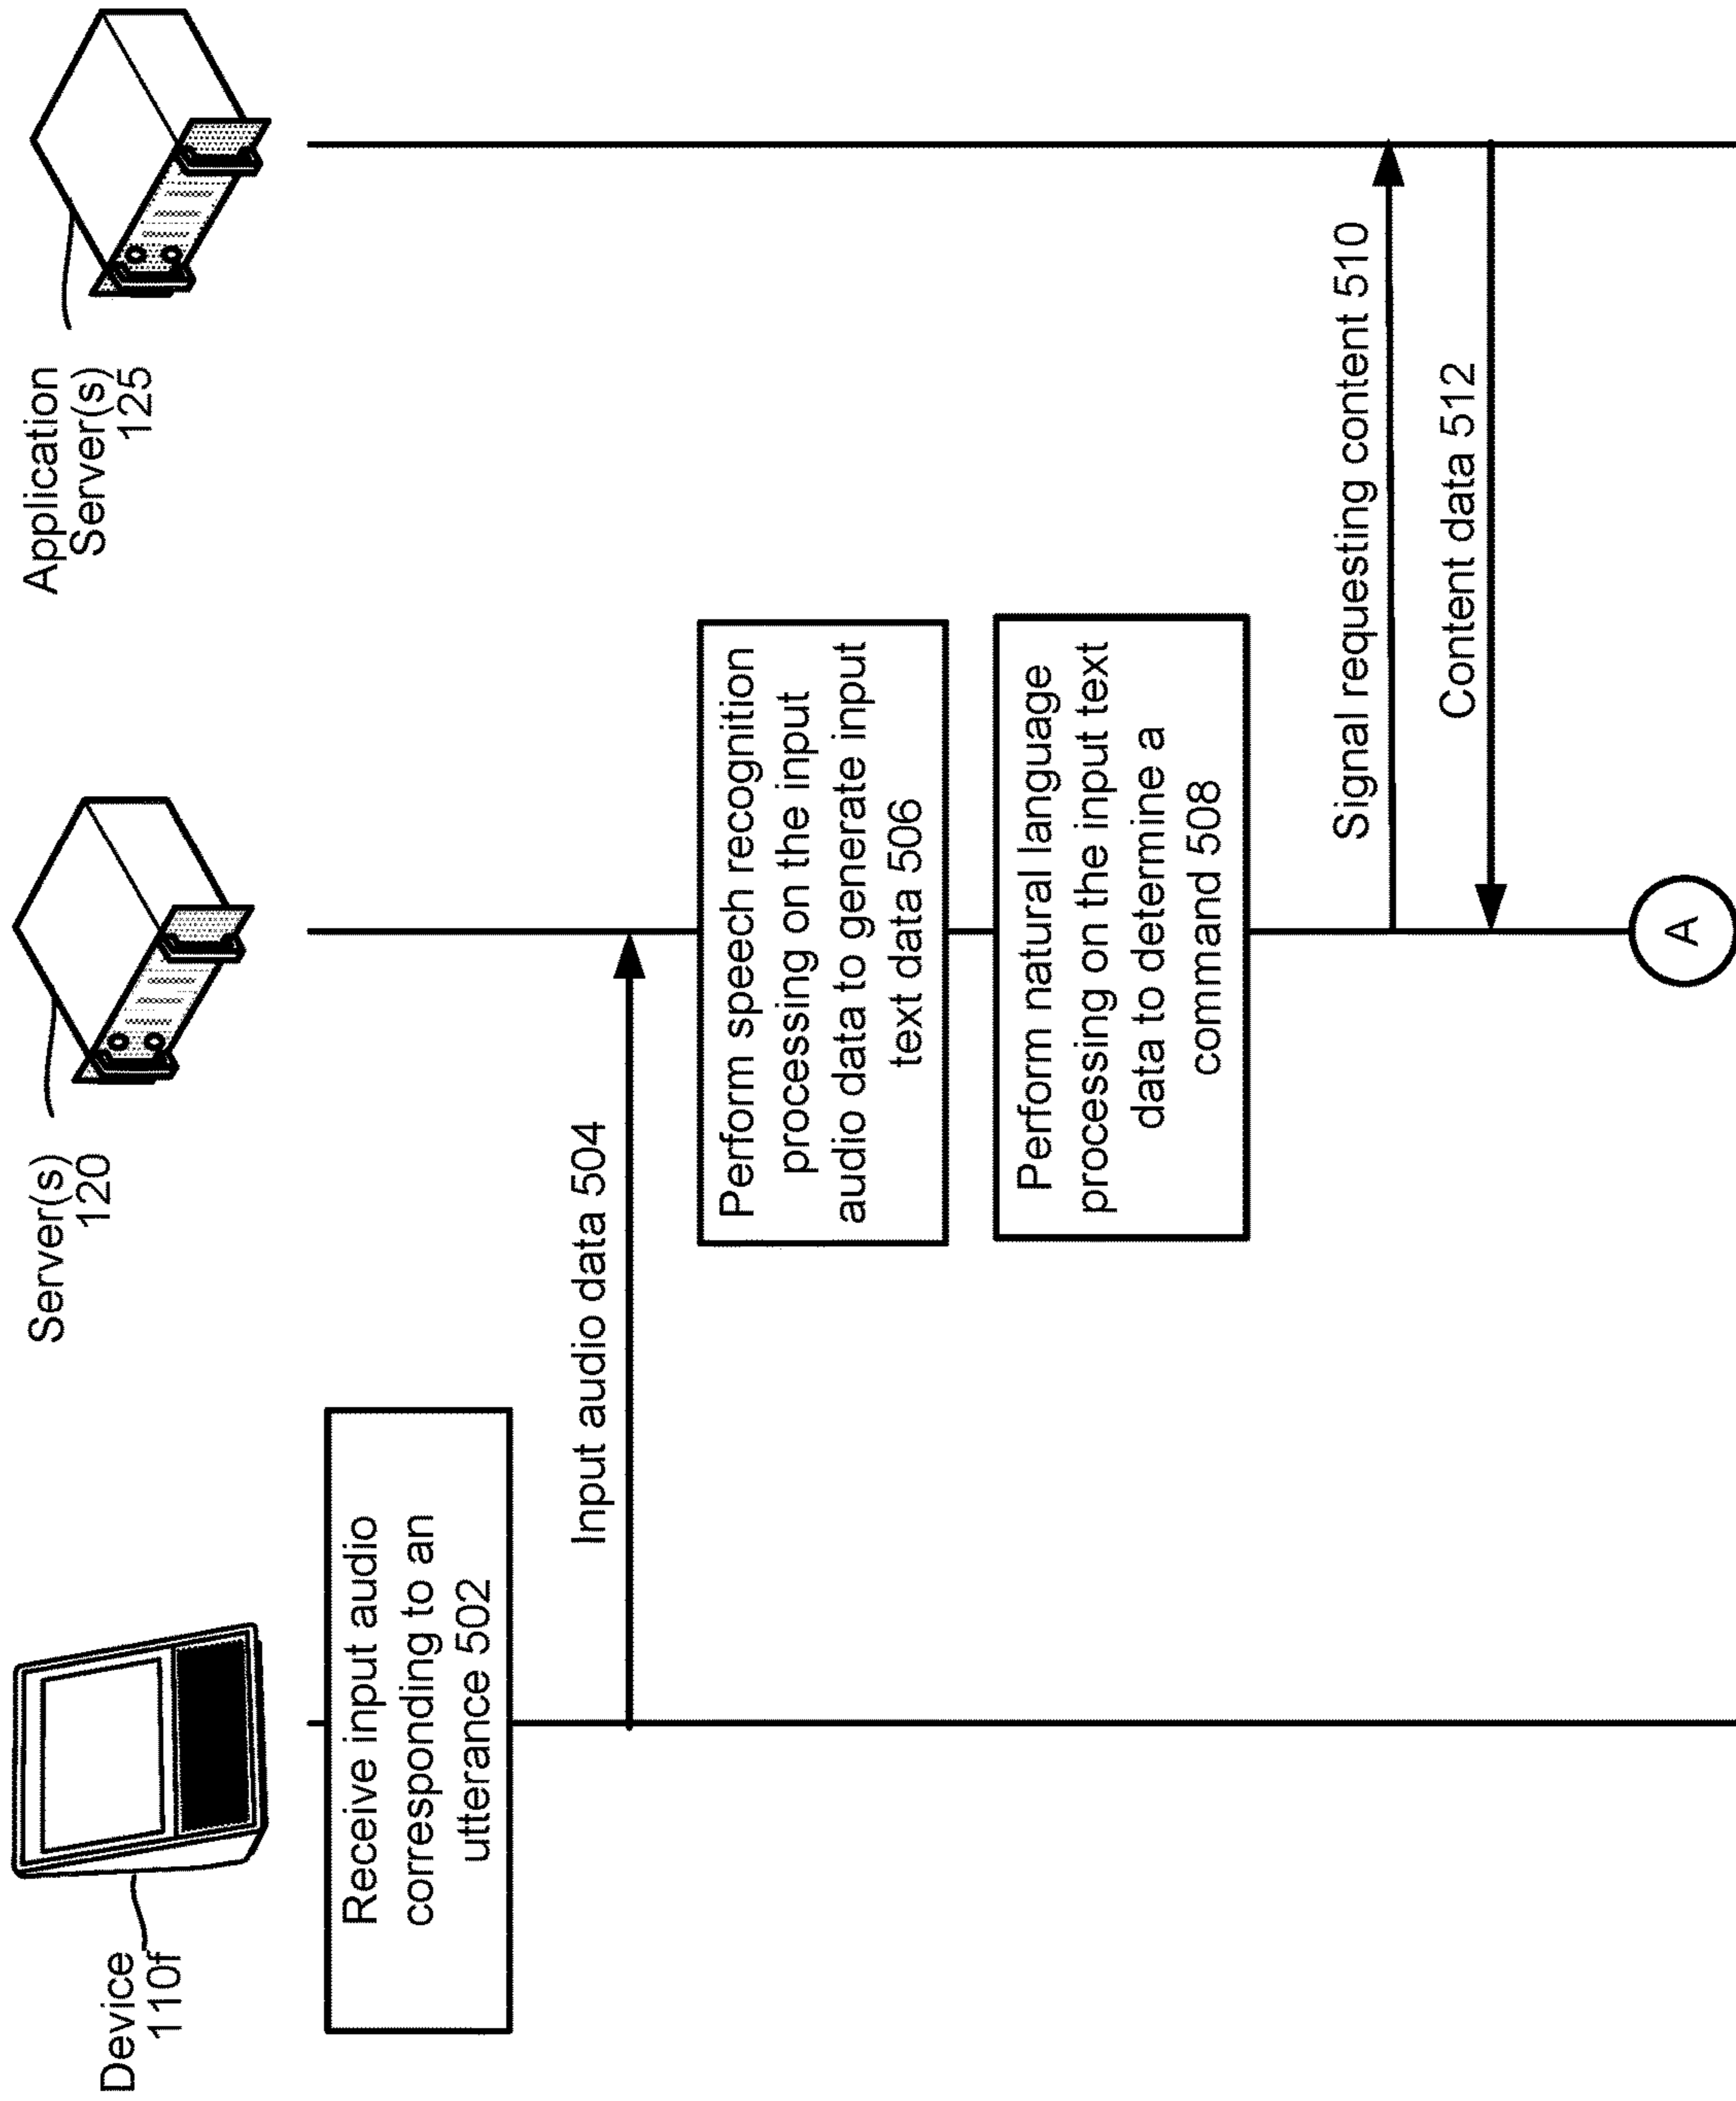 Device
110f
Server(s)
120
Application
Server(s)
125
Receive input audio
corresponding to an
utterance 502
Input audio data 504
Perform speech recognition
processing on the input
audio data to generate input
text data 506
Perform natural language
processing on the input text
data to determine a
command 508
Signal requesting content 510
Content data 512
A